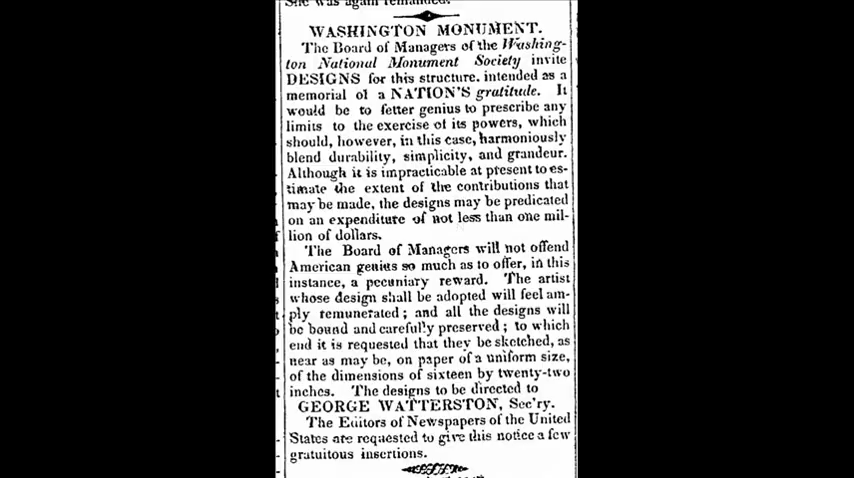 She was again remanded.
WASHINGTON MONUMENT.
The Board of Managers of the Washing-
ton National Monument Society invite
DESIGNS for this structure. intended as a
memorial of a NATION'S gratitude. It
would be to fetter genius to prescribe any
limits to the exercise of its powers, which
should, however, in this case, harmoniously
blend durability, simplicity, and grandeur.
Although it is impracticable at present to es-
timate the extent of the contributions that
may be made, the designs may be predicated
on an expenditure of not less than one mil-
lion of dollars.
The Board of Managers will not offend
American genius so much as to offer, in this
instance, a pecuniary reward. The artist
whose design shall be adopted will feel am-
ply remunerated; and all the designs will
be bound and carefully preserved; to which
end it is requested that they be sketched, as
near as may be, on paper of a uniform size,
of the dimensions of sixteen by twenty-two
inches. The designs to be directed to
GEORGE WATTERSTON, Sec'ry.
The Editors of Newspapers of the United
States are requested to give this notice a few
gratuitous insertions.